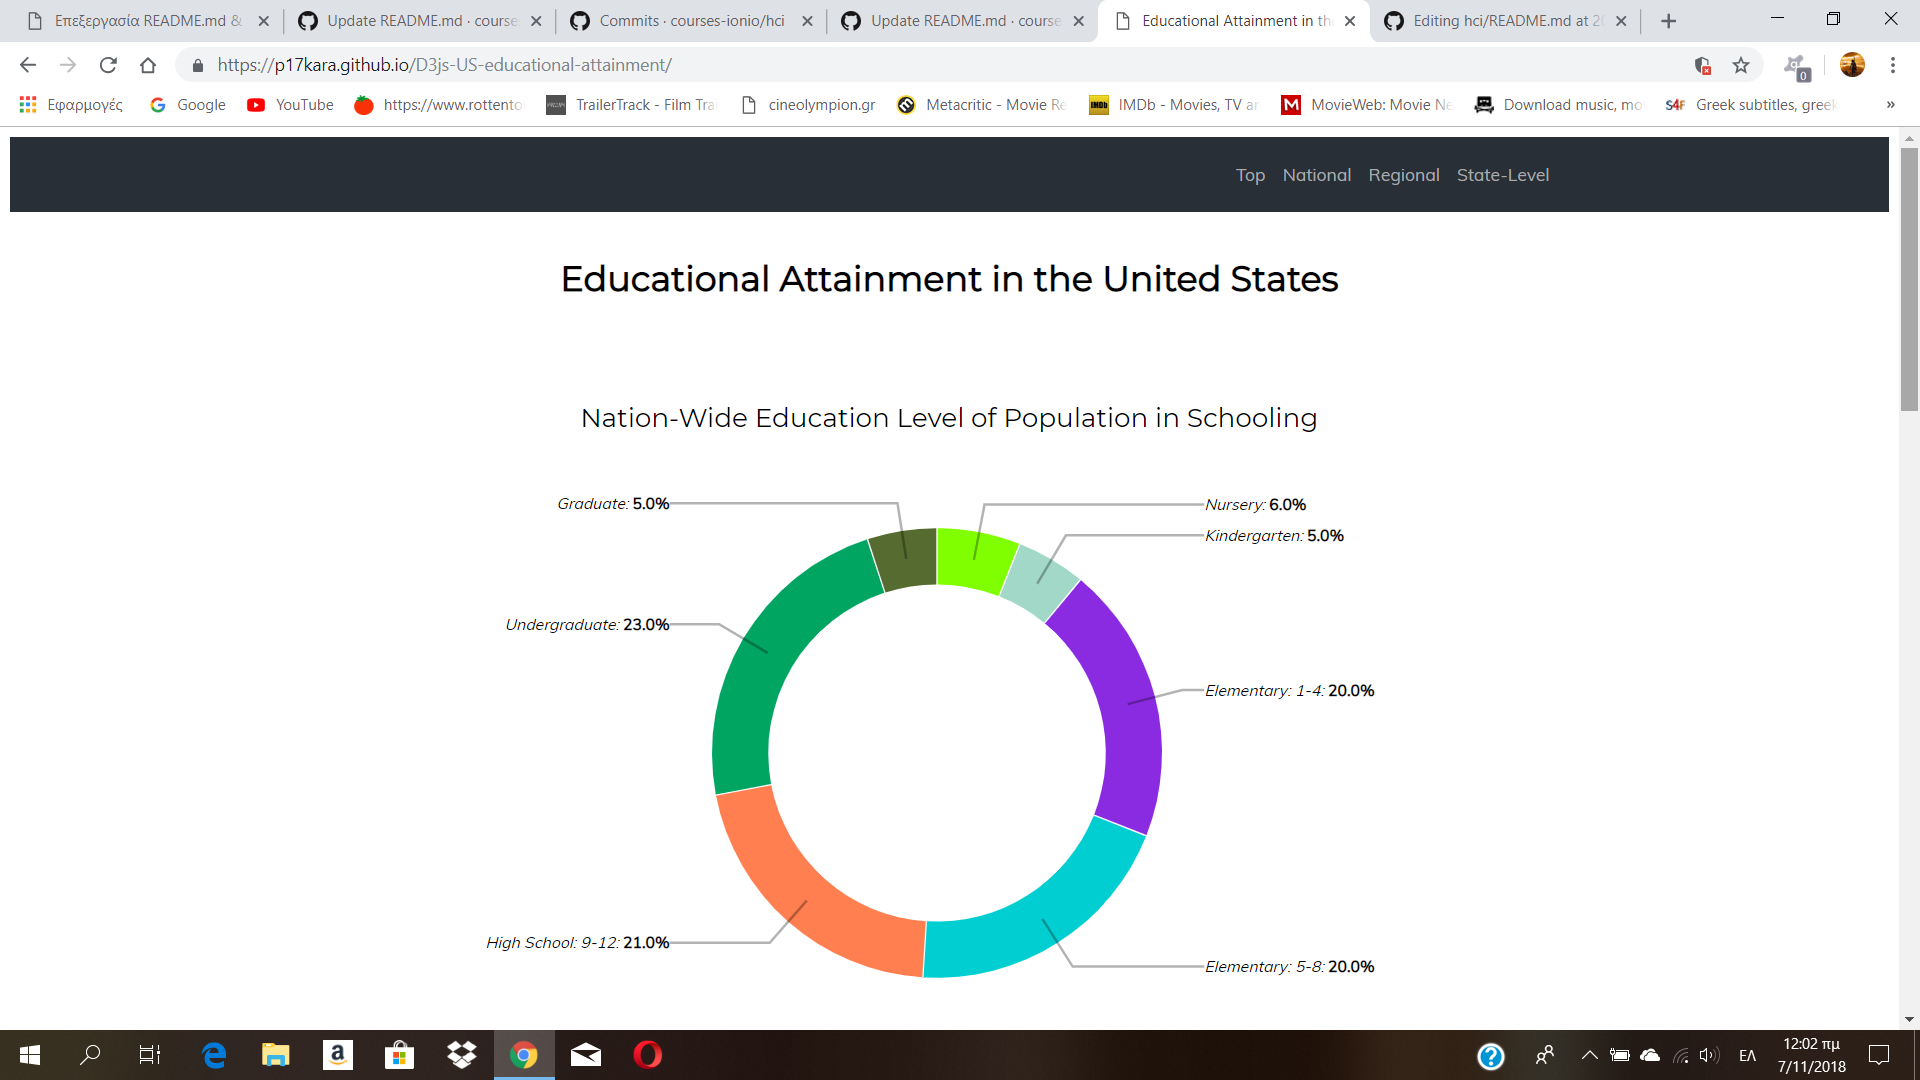 Επεξεργασία README.md &
Update README.md · course
Commits · courses-ionio/hci
Update README.md · course
Educational Attainment in th
Editing hci/README.md at 20
https://p17kara.github.io/D3js-US-educational-attainment/
0
Εφαρμογές
Google
YouTube
https://www.rottento
TrailerTrack - Film Tra
cineolympion.gr
Metacritic - Movie Re
IMDb
IMDb - Movies, TV an
M
MovieWeb: Movie Ne
Download music, mo
S4F
Greek subtitles, greek
»
Top National Regional State-Level
Educational Attainment in the United States
Nation-Wide Education Level of Population in Schooling
Graduate: 5.0%
Nursery: 6.0%
Kindergarten: 5.0%
Undergraduate: 23.0%
Elementary: 1-4: 20.0%
High School: 9-12: 21.0%
Elementary: 5-8: 20.0%
ΕΛ
12:02 πμ
7/11/2018